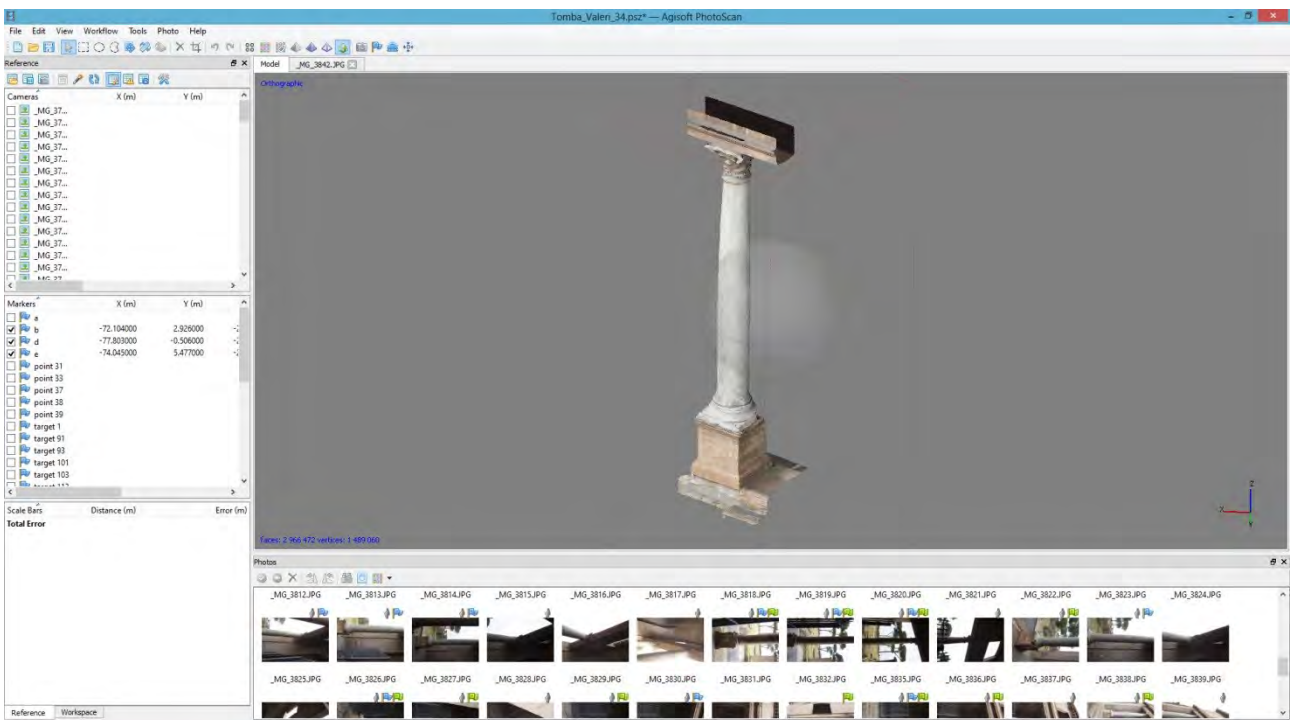 Tomba_Valeri_34.psz* — Agisoft PhotoScan
File Edit View Workflow Tools Photo Help
Reference
Model _MG_3842.JPG
Orthographic
Cameras X (m) Y (m)
_MG_37...
_MG_37...
_MG_37...
_MG_37...
_MG_37...
_MG_37...
_MG_37...
_MG_37...
_MG_37...
_MG_37...
_MG_37...
_MG_37...
_MG_37...
_MG_37...
Markers X (m) Y (m)
a
b -72.104000 2.926000
d -77.803000 -0.506000
e -74.045000 5.477000
point 31
point 33
point 37
point 38
point 39
target 1
target 91
target 93
target 101
target 103
Scale Bars Distance (m) Error (m)
Total Error
Z
X
Y
faces: 2 966 472 vertices: 1 489 060
Photos
_MG_3812.JPG _MG_3813.JPG _MG_3814.JPG _MG_3815.JPG _MG_3816.JPG _MG_3817.JPG _MG_3818.JPG _MG_3819.JPG _MG_3820.JPG _MG_3821.JPG _MG_3822.JPG _MG_3823.JPG _MG_3824.JPG
_MG_3825.JPG _MG_3826.JPG _MG_3827.JPG _MG_3828.JPG _MG_3829.JPG _MG_3830.JPG _MG_3831.JPG _MG_3832.JPG _MG_3835.JPG _MG_3836.JPG _MG_3837.JPG _MG_3838.JPG _MG_3839.JPG
Reference Workspace